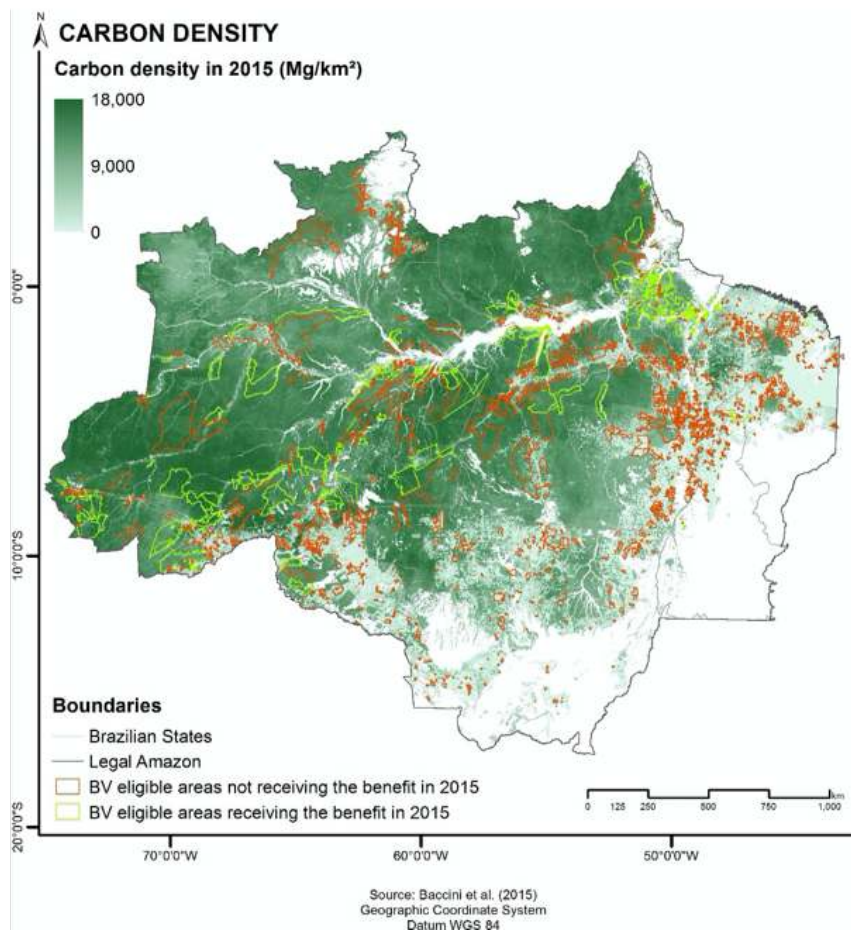 N
CARBON DENSITY
Carbon density in 2015 (Mg/km²)
18,000
9,000
0
0°0'0"
10°0'0"S
20°0'0"S
Boundaries
Brazilian States
Legal Amazon
BV eligible areas not receiving the benefit in 2015
BV eligible areas receiving the benefit in 2015
km
0 125 250 500 750 1,000
70°0'0"W 60°0'0"W 50°0'0"W
Source: Baccini et al. (2015)
Geographic Coordinate System
Datum WGS 84